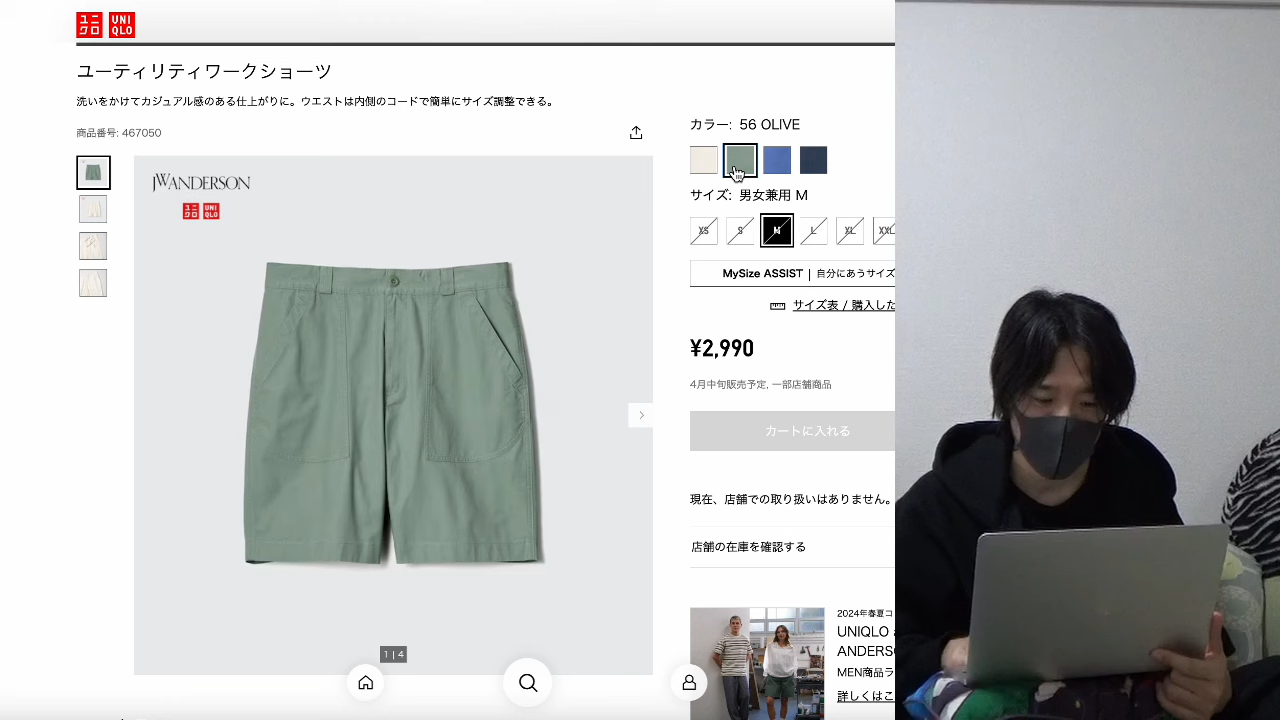 ユニクロ UNIQLO
ユーティリティワークショーツ
洗いをかけてカジュアル感のある仕上がりに。ウエストは内側のコードで簡単にサイズ調整できる。
商品番号: 467050
JW ANDERSON
ユニクロ UNIQLO
1 | 4
カラー: 56 OLIVE
サイズ: 男女兼用 M
XS S M L XL XXL
MySize ASSIST | 自分にあうサイズ
サイズ表 / 購入した
¥2,990
4月中旬販売予定, 一部店舗商品
カートに入れる
現在、店舗での取り扱いはありません。
店舗の在庫を確認する
2024年春夏コ
UNIQLO a
ANDERS
MEN商品ラ
詳しくはこ